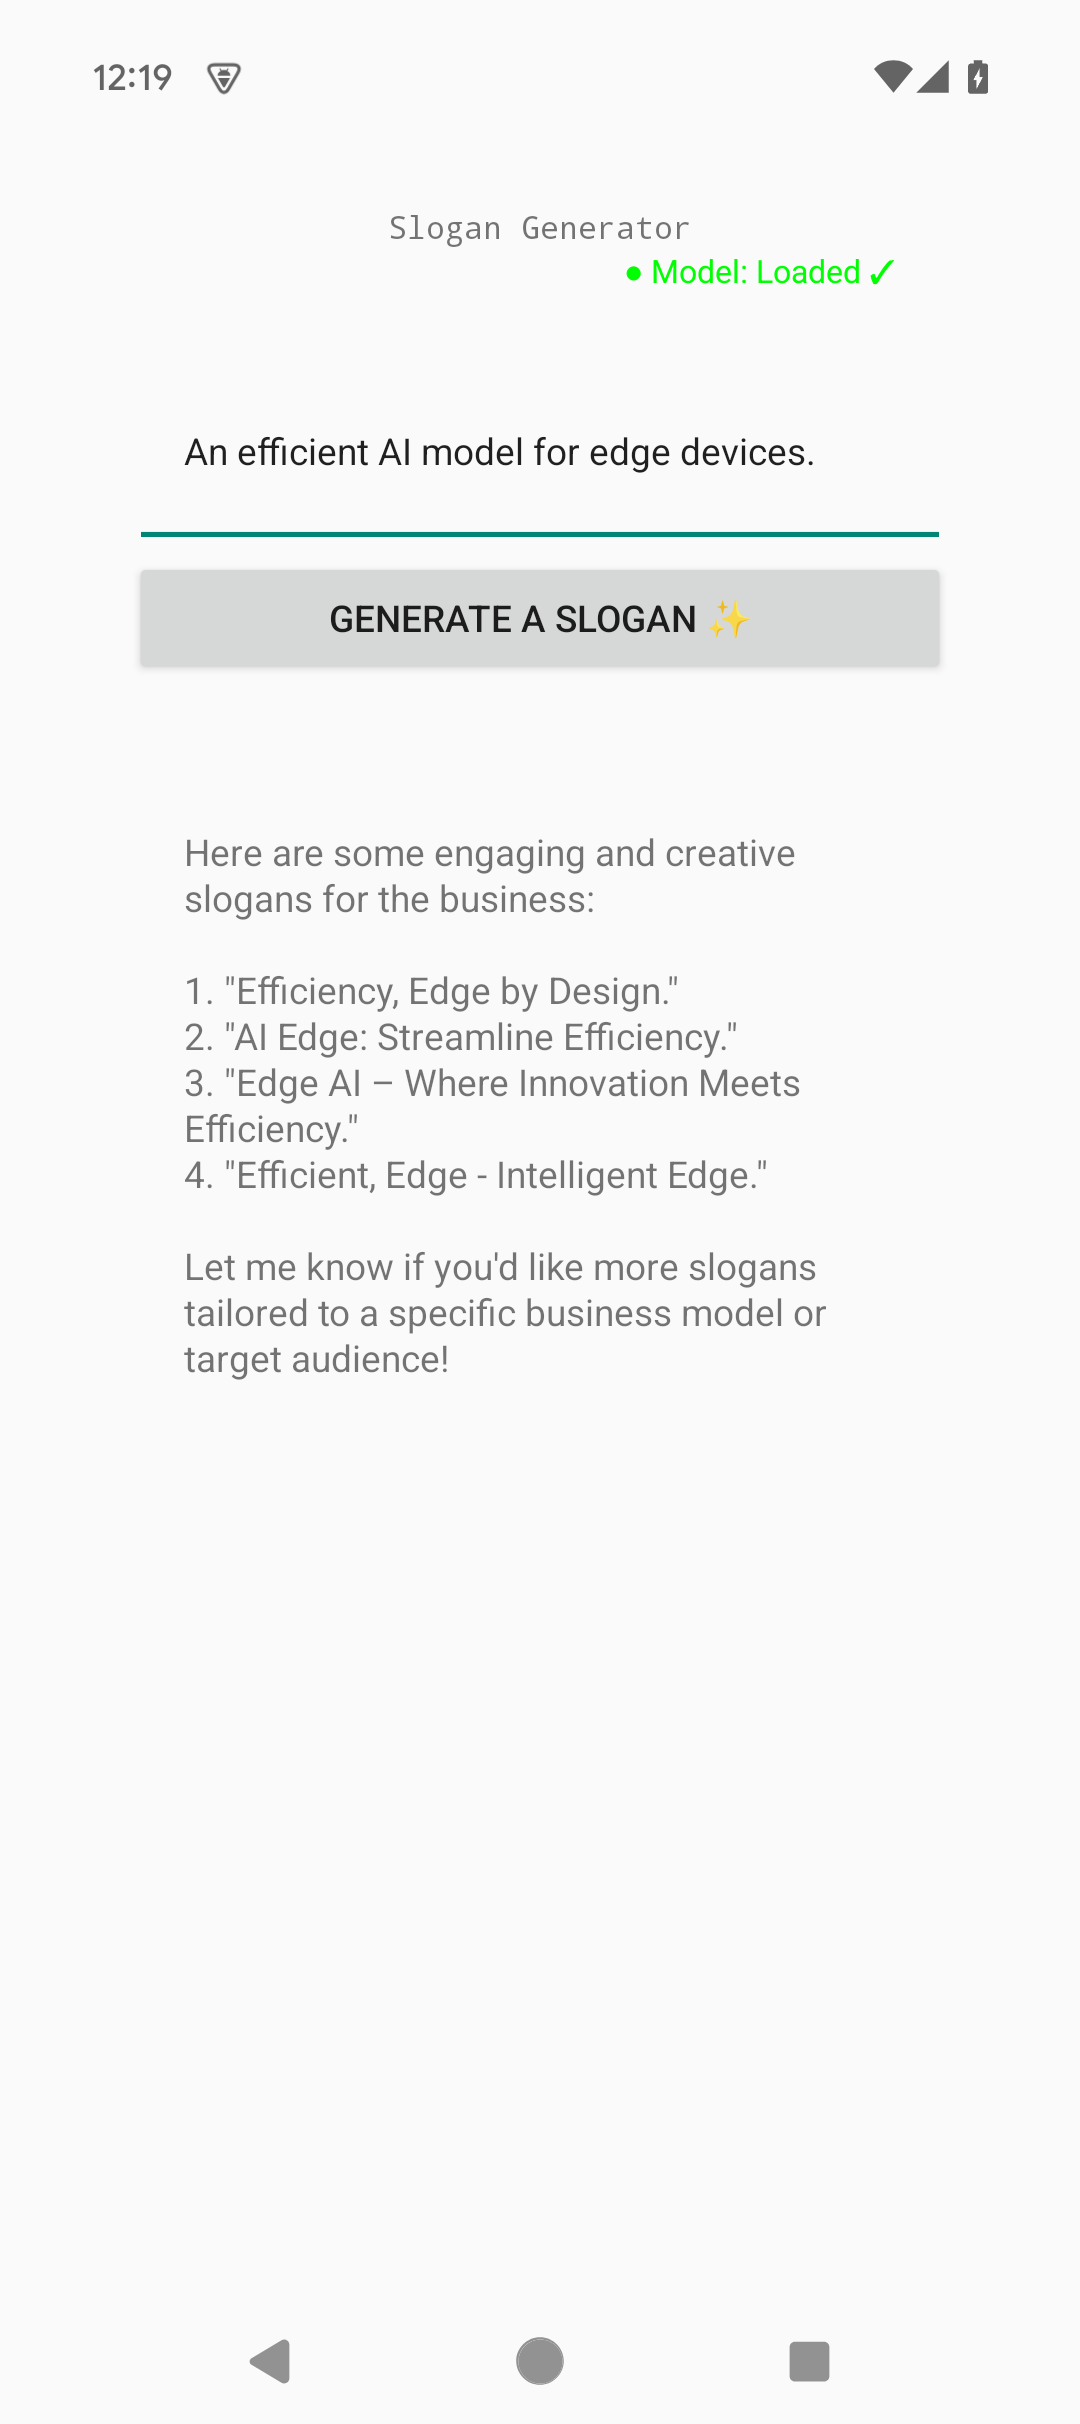 12:19
Slogan Generator
● Model: Loaded ✓
An efficient AI model for edge devices.
GENERATE A SLOGAN ✨
Here are some engaging and creative
slogans for the business:
1. "Efficiency, Edge by Design."
2. "AI Edge: Streamline Efficiency."
3. "Edge AI – Where Innovation Meets
Efficiency."
4. "Efficient, Edge - Intelligent Edge."
Let me know if you'd like more slogans
tailored to a specific business model or
target audience!